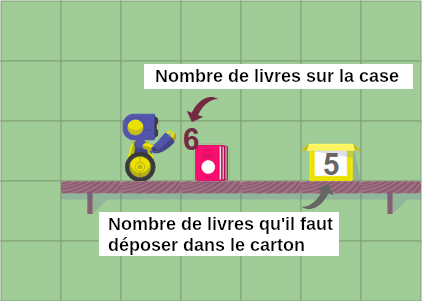 Nombre de livres sur la case
6
5
Nombre de livres qu'il faut
déposer dans le carton